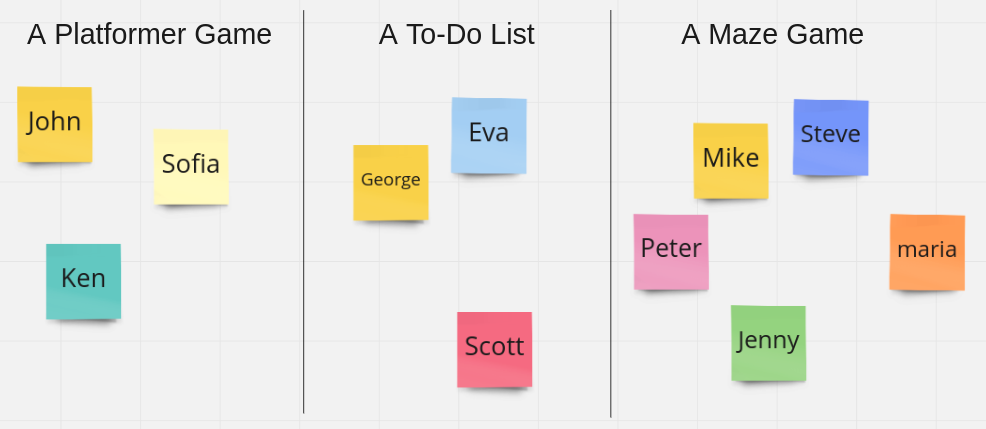 A Platformer Game
John
Sofia
Ken
A To-Do List
Eva
George
Scott
A Maze Game
Steve
Mike
Peter
maria
Jenny